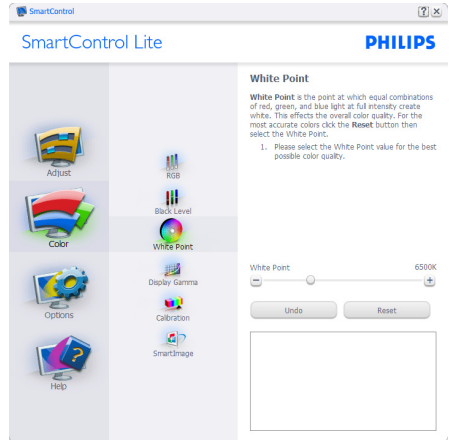 SmartControl
SmartControl Lite
PHILIPS
Adjust
Color
Options
Help
RGB
Black Level
White Point
Display Gamma
Calibration
SmartImage
White Point
White Point is the point at which equal combinations
of red, green, and blue light at full intensity create
white. This effects the overall color quality. For the
most accurate colors click the Reset button then
select the White Point.
1. Please select the White Point value for the best
possible color quality.
White Point 6500K
Undo Reset